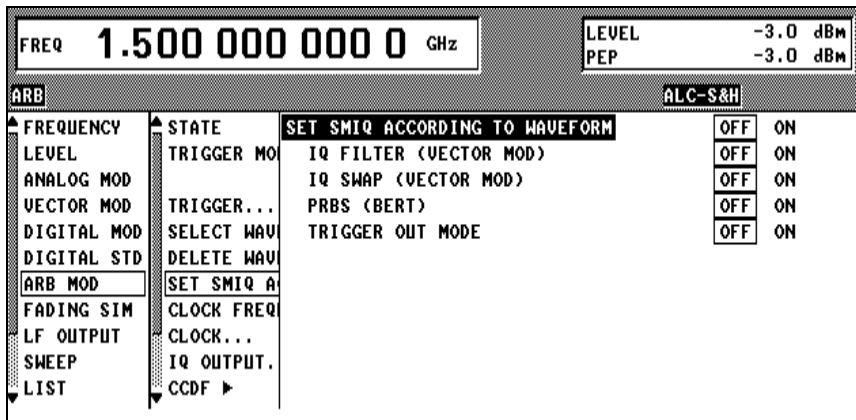 FREQ 1.500 000 000 0 GHz
LEVEL -3.0 dBm
PEP -3.0 dBm
ARB
ALC-S&H
FREQUENCY
LEVEL
ANALOG MOD
VECTOR MOD
DIGITAL MOD
DIGITAL STD
ARB MOD
FADING SIM
LF OUTPUT
SWEEP
LIST
STATE
TRIGGER MO
TRIGGER...
SELECT WAV
DELETE WAV
SET SMIQ A
CLOCK FREQ
CLOCK...
IQ OUTPUT.
CCDF
SET SMIQ ACCORDING TO WAVEFORM OFF ON
IQ FILTER (VECTOR MOD) OFF ON
IQ SWAP (VECTOR MOD) OFF ON
PRBS (BERT) OFF ON
TRIGGER OUT MODE OFF ON